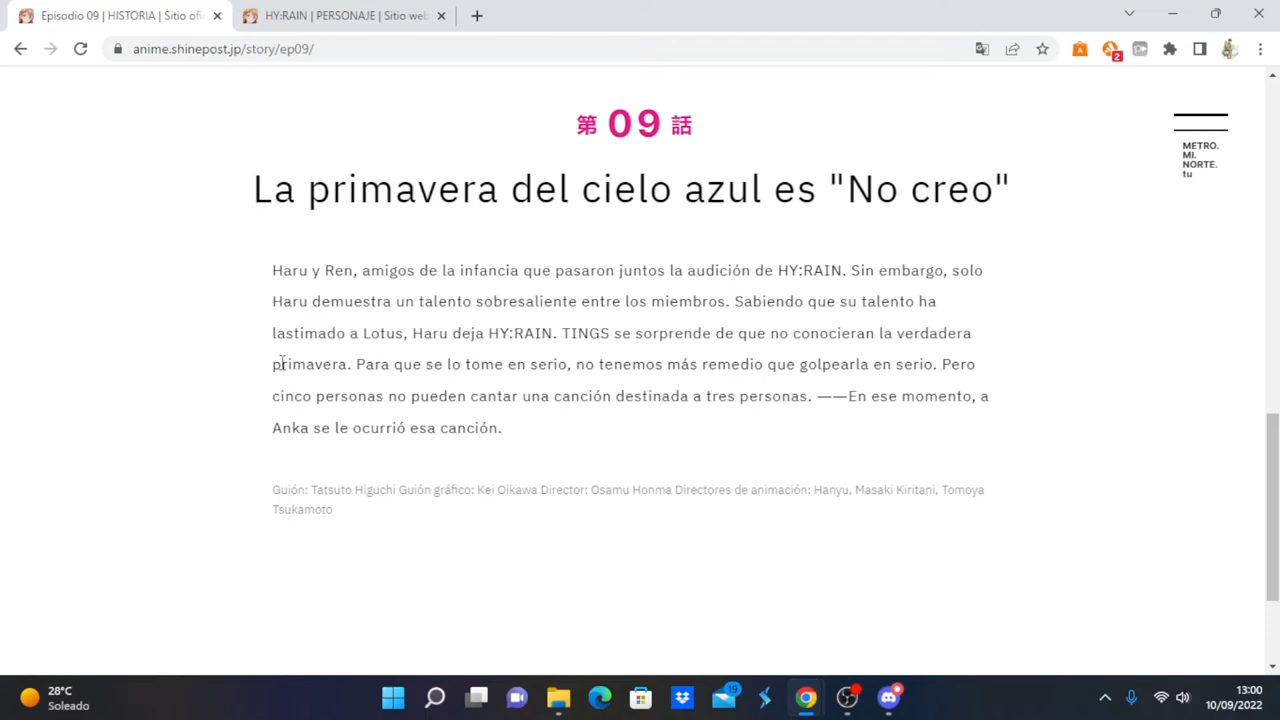 Episodio 09 | HISTORIA | Sitio ofi
HY:RAIN | PERSONAJE | Sitio web
anime.shinepost.jp/story/ep09/
2
第 09 話
METRO.
MI.
NORTE.
tu
La primavera del cielo azul es "No creo"
Haru y Ren, amigos de la infancia que pasaron juntos la audición de HY:RAIN. Sin embargo, solo
Haru demuestra un talento sobresaliente entre los miembros. Sabiendo que su talento ha
lastimado a Lotus, Haru deja HY:RAIN. TINGS se sorprende de que no conocieran la verdadera
primavera. Para que se lo tome en serio, no tenemos más remedio que golpearla en serio. Pero
cinco personas no pueden cantar una canción destinada a tres personas. ——En ese momento, a
Anka se le ocurrió esa canción.
Guión: Tatsuto Higuchi Guión gráfico: Kei Oikawa Director: Osamu Honma Directores de animación: Hanyu, Masaki Kiritani, Tomoya
Tsukamoto
28°C
Soleado
19
13:00
10/09/2022